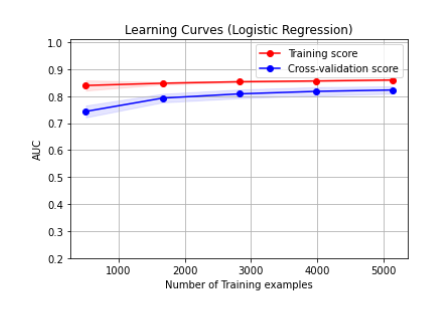 Learning Curves (Logistic Regression)
1.0
0.9
0.8
0.7
0.6
0.5
0.4
0.3
0.2
AUC
Training score
Cross-validation score
1000 2000 3000 4000 5000
Number of Training examples